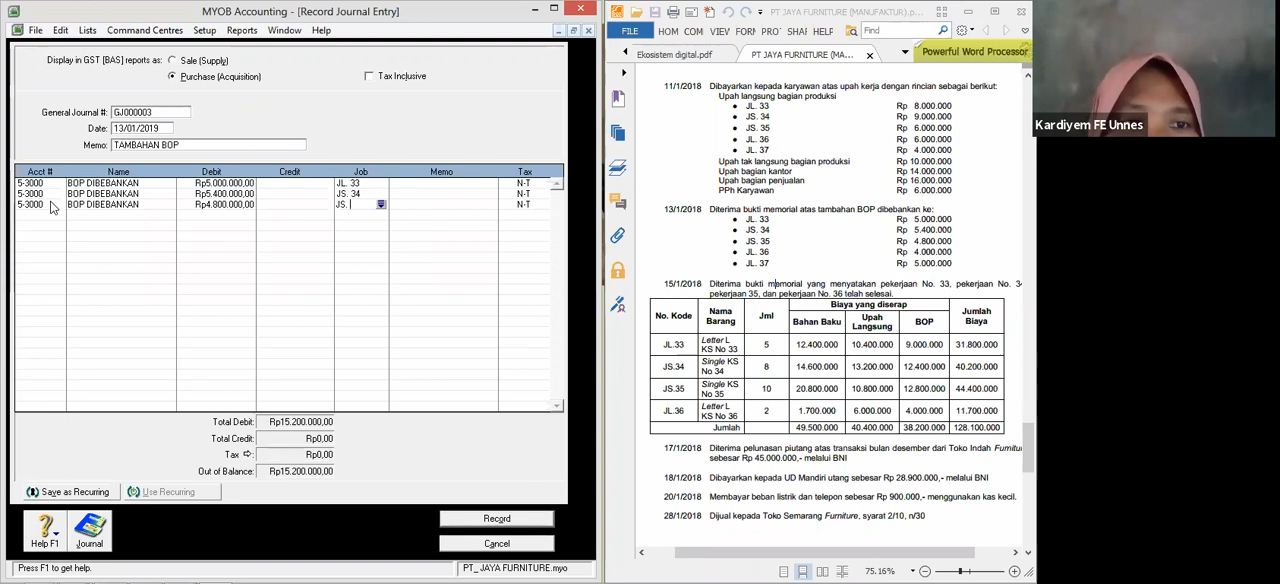 MYOB Accounting - [Record Journal Entry]
File Edit Lists Command Centres Setup Reports Window Help
Display in GST [BAS] reports as: Sale (Supply)
Purchase (Acquisition)
Tax Inclusive
General Journal #: GJ000003
Date: 13/01/2019
Memo: TAMBAHAN BOP
Acct # Name Debit Credit Job Memo Tax
5-3000 BOP DIBEBANKAN Rp5.000.000,00 JL. 33 N-T
5-3000 BOP DIBEBANKAN Rp5.400.000,00 JS. 34 N-T
5-3000 BOP DIBEBANKAN Rp4.800.000,00 JS. N-T
Total Debit: Rp15.200.000,00
Total Credit: Rp0,00
Tax ⇨: Rp0,00
Out of Balance: Rp15.200.000,00
Save as Recurring Use Recurring
Help F1 Journal
Record
Cancel
Press F1 to get help. PT_ JAYA FURNITURE.myo
PT JAYA FURNITURE (MANUFAKTUR).p...
FILE HOM COM VIEV FORM PRO SHAR HELP Find
Ekosistem digital.pdf PT JAYA FURNITURE (MA... Powerful Word Processor
11/1/2018 Dibayarkan kepada karyawan atas upah kerja dengan rincian sebagai berikut:
Upah langsung bagian produksi
• JL. 33 Rp 8.000.000
• JS. 34 Rp 9.000.000
• JS. 35 Rp 6.000.000
• JL. 36 Rp 6.000.000
• JL. 37 Rp 4.000.000
Upah tak langsung bagian produksi Rp 10.000.000
Upah bagian kantor Rp 14.000.000
Upah bagian penjualan Rp 16.000.000
PPh Karyawan Rp 6.000.000
13/1/2018 Diterima bukti memorial atas tambahan BOP dibebankan ke:
• JL. 33 Rp 5.000.000
• JS. 34 Rp 5.400.000
• JS. 35 Rp 4.800.000
• JL. 36 Rp 4.000.000
• JL. 37 Rp 5.000.000
15/1/2018 Diterima bukti memorial yang menyatakan pekerjaan No. 33, pekerjaan No. 34
pekerjaan 35, dan pekerjaan No. 36 telah selesai.
No. Kode Nama Barang Jml Biaya yang diserap Jumlah Biaya
Bahan Baku Upah Langsung BOP
JL.33 Letter L KS No 33 5 12.400.000 10.400.000 9.000.000 31.800.000
JS.34 Single KS No 34 8 14.600.000 13.200.000 12.400.000 40.200.000
JS.35 Single KS No 35 10 20.800.000 10.800.000 12.800.000 44.400.000
JL.36 Letter L KS No 36 2 1.700.000 6.000.000 4.000.000 11.700.000
Jumlah 49.500.000 40.400.000 38.200.000 128.100.000
17/1/2018 Diterima pelunasan piutang atas transaksi bulan desember dari Toko Indah Furnitu
sebesar Rp 45.000.000,- melalui BNI
18/1/2018 Dibayarkan kepada UD Mandiri utang sebesar Rp 28.900.000,- melalui BNI
20/1/2018 Membayar beban listrik dan telepon sebesar Rp 900.000,- menggunakan kas kecil.
28/1/2018 Dijual kepada Toko Semarang Furniture, syarat 2/10, n/30
75.16%
Kardiyem FE Unnes